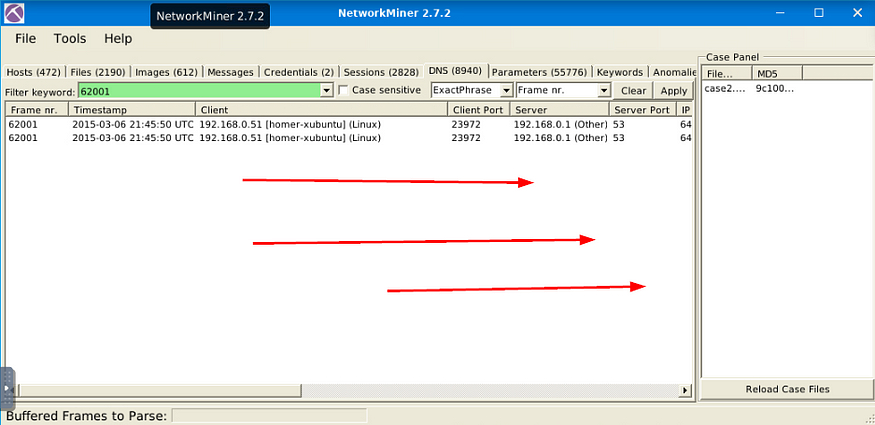 NetworkMiner 2.7.2
NetworkMiner 2.7.2
File Tools Help
Hosts (472) Files (2190) Images (612) Messages Credentials (2) Sessions (2828) DNS (8940) Parameters (55776) Keywords Anomalie
Filter keyword: 62001 Case sensitive ExactPhrase Frame nr. Clear Apply
Frame nr. Timestamp Client Client Port Server Server Port IP
62001 2015-03-06 21:45:50 UTC 192.168.0.51 [homer-xubuntu] (Linux) 23972 192.168.0.1 (Other) 53 64
62001 2015-03-06 21:45:50 UTC 192.168.0.51 [homer-xubuntu] (Linux) 23972 192.168.0.1 (Other) 53 64
Case Panel
File... MD5
case2.... 9c100...
Reload Case Files
Buffered Frames to Parse: